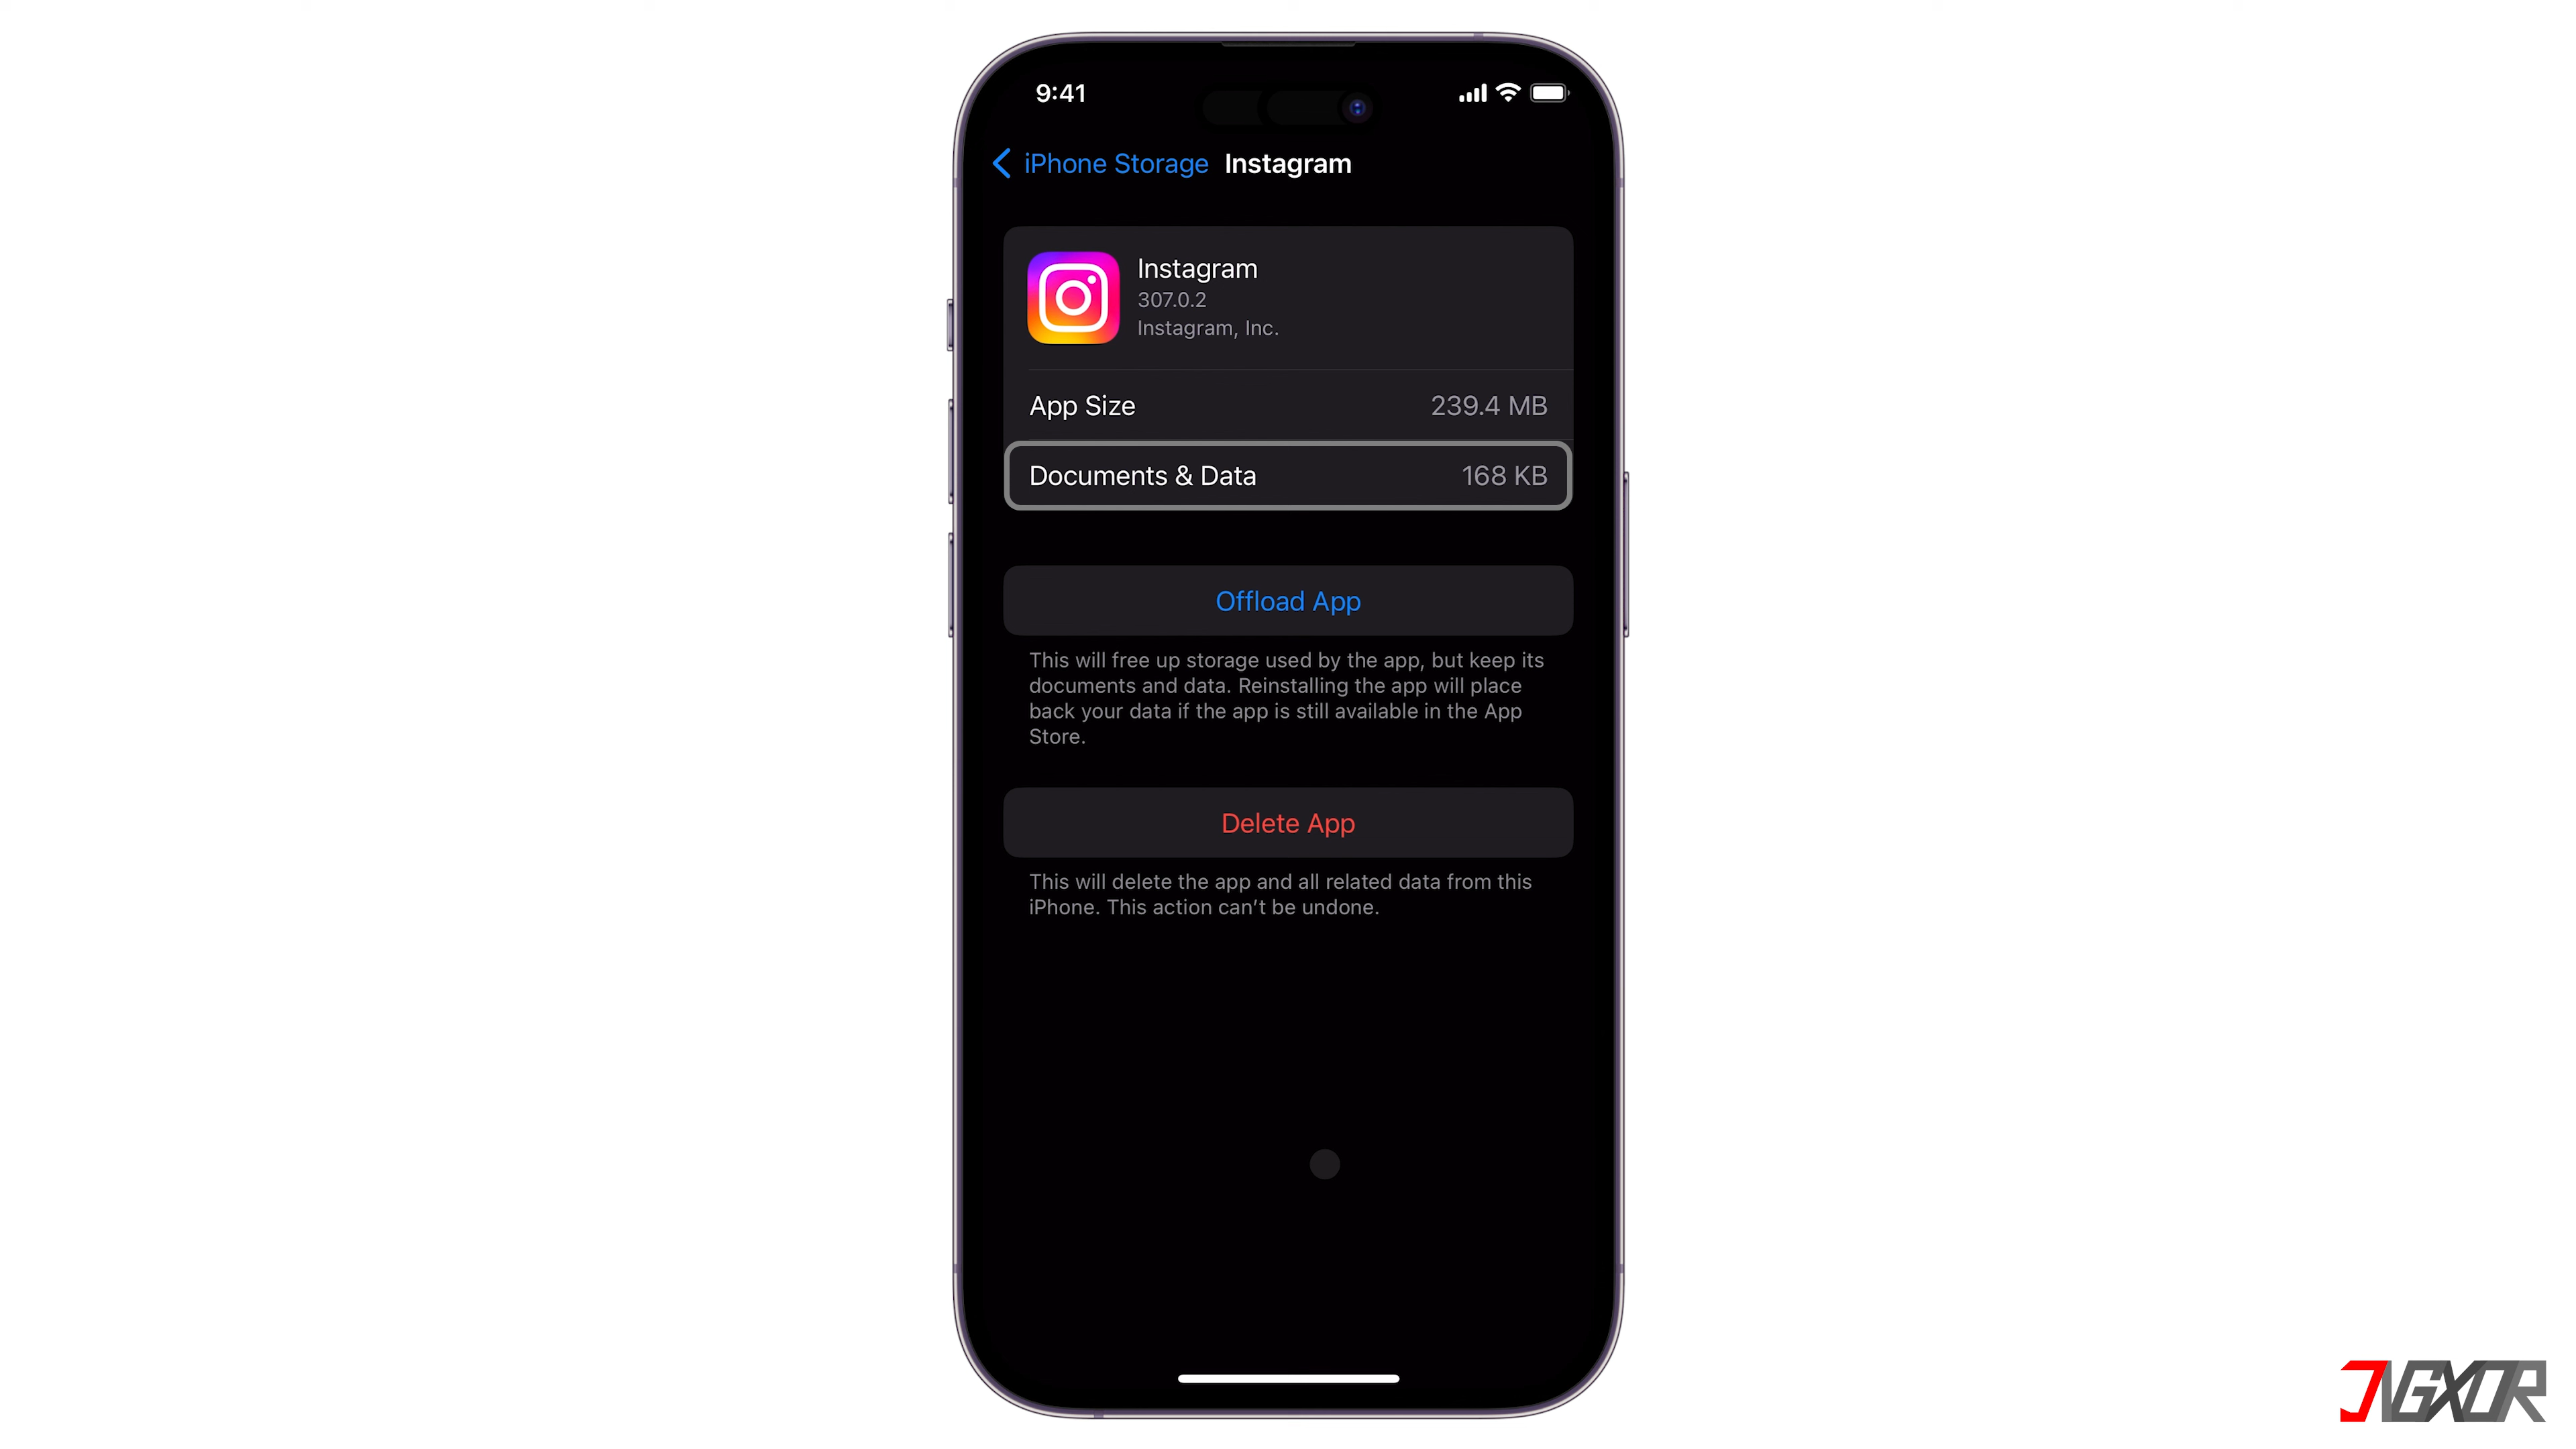 9:41
iPhone Storage Instagram
Instagram
307.0.2
Instagram, Inc.
App Size 239.4 MB
Documents & Data 168 KB
Offload App
This will free up storage used by the app, but keep its
documents and data. Reinstalling the app will place
back your data if the app is still available in the App
Store.
Delete App
This will delete the app and all related data from this
iPhone. This action can’t be undone.
JNGXOR